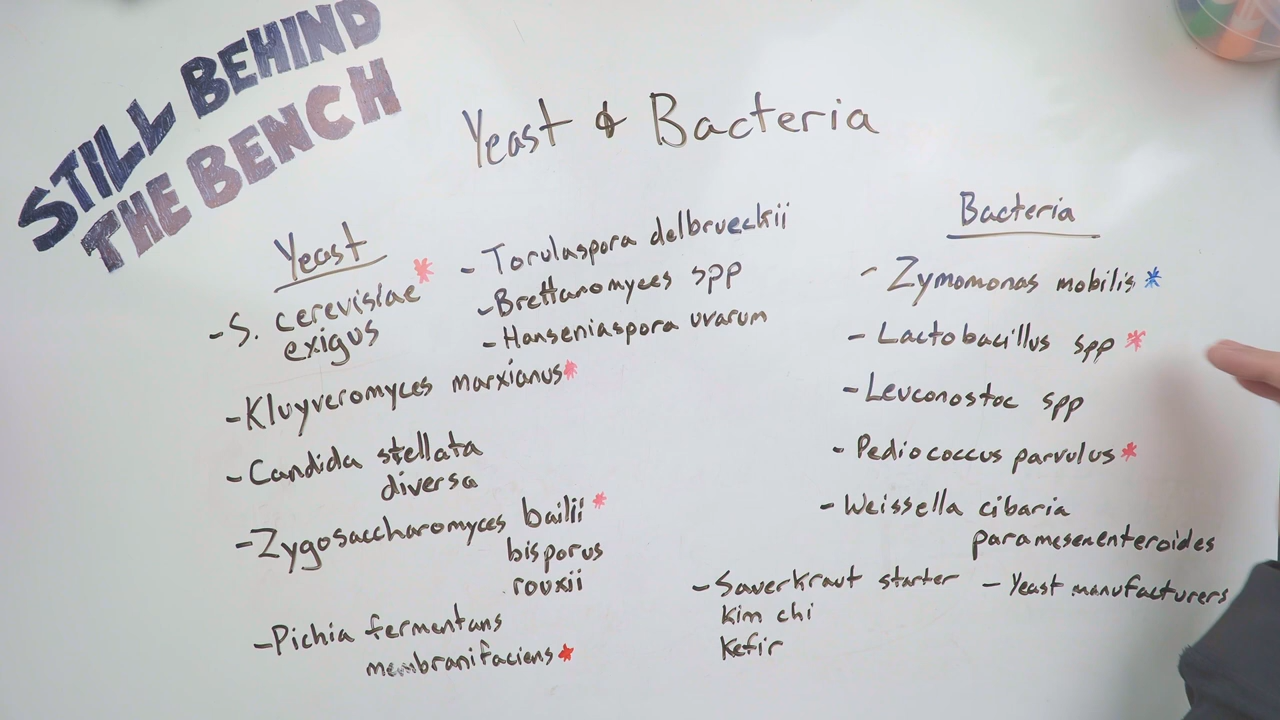 STILL BEHIND
THE BENCH
Yeast & Bacteria
Yeast
- S. cerevisiae*
exigus
- Kluyveromyces marxianus*
- Candida stellata
diversa
- Zygosaccharomyces bailii*
bisporus
rouxii
- Pichia fermentans
membranifaciens*
- Torulaspora delbrueckii
- Brettanomyces spp
- Hanseniaspora uvarum
Bacteria
- Zymomonas mobilis*
- Lactobacillus spp*
- Leuconostoc spp
- Pediococcus parvulus*
- Weissella cibaria
paramesenenteroides
- Sauerkraut starter
Kim chi
Kefir
- Yeast manufacturers